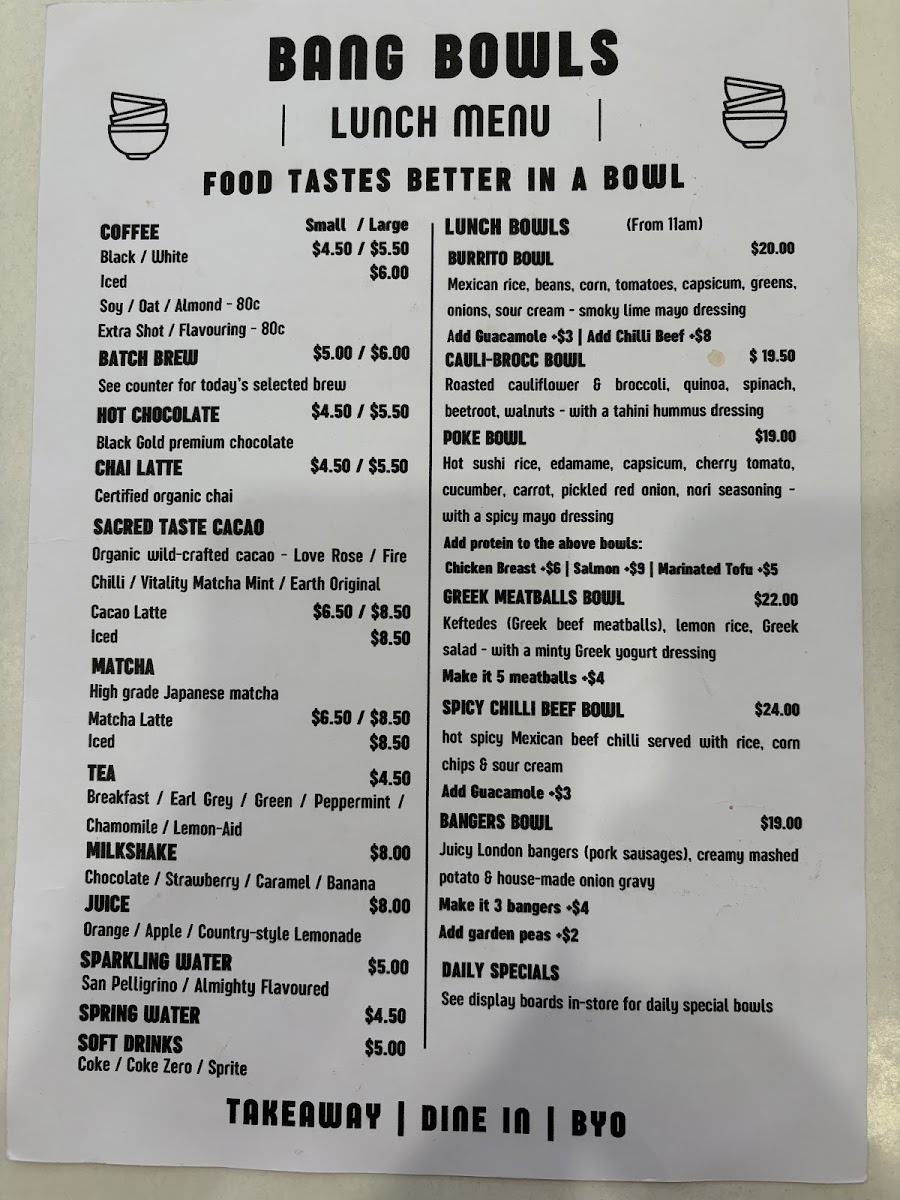 BANG BOWLS
| LUNCH MENU |
FOOD TASTES BETTER IN A BOWL
COFFEE Small / Large
Black / White $4.50 / $5.50
Iced $6.00
Soy / Oat / Almond - 80c
Extra Shot / Flavouring - 80c
BATCH BREW $5.00 / $6.00
See counter for today's selected brew
HOT CHOCOLATE $4.50 / $5.50
Black Gold premium chocolate
CHAI LATTE $4.50 / $5.50
Certified organic chai
SACRED TASTE CACAO
Organic wild-crafted cacao - Love Rose / Fire
Chilli / Vitality Matcha Mint / Earth Original
Cacao Latte $6.50 / $8.50
Iced $8.50
MATCHA
High grade Japanese matcha
Matcha Latte $6.50 / $8.50
Iced $8.50
TEA $4.50
Breakfast / Earl Grey / Green / Peppermint /
Chamomile / Lemon-Aid
MILKSHAKE $8.00
Chocolate / Strawberry / Caramel / Banana
JUICE $8.00
Orange / Apple / Country-style Lemonade
SPARKLING WATER $5.00
San Pelligrino / Almighty Flavoured
SPRING WATER $4.50
SOFT DRINKS $5.00
Coke / Coke Zero / Sprite
LUNCH BOWLS (From 11am)
BURRITO BOWL $20.00
Mexican rice, beans, corn, tomatoes, capsicum, greens,
onions, sour cream - smoky lime mayo dressing
Add Guacamole +$3 | Add Chilli Beef +$8
CAULI-BROCC BOWL $ 19.50
Roasted cauliflower & broccoli, quinoa, spinach,
beetroot, walnuts - with a tahini hummus dressing
POKE BOWL $19.00
Hot sushi rice, edamame, capsicum, cherry tomato,
cucumber, carrot, pickled red onion, nori seasoning -
with a spicy mayo dressing
Add protein to the above bowls:
Chicken Breast +$6 | Salmon +$9 | Marinated Tofu +$5
GREEK MEATBALLS BOWL $22.00
Keftedes (Greek beef meatballs), lemon rice, Greek
salad - with a minty Greek yogurt dressing
Make it 5 meatballs +$4
SPICY CHILLI BEEF BOWL $24.00
hot spicy Mexican beef chilli served with rice, corn
chips & sour cream
Add Guacamole +$3
BANGERS BOWL $19.00
Juicy London bangers (pork sausages), creamy mashed
potato & house-made onion gravy
Make it 3 bangers +$4
Add garden peas +$2
DAILY SPECIALS
See display boards in-store for daily special bowls
TAKEAWAY | DINE IN | BYO